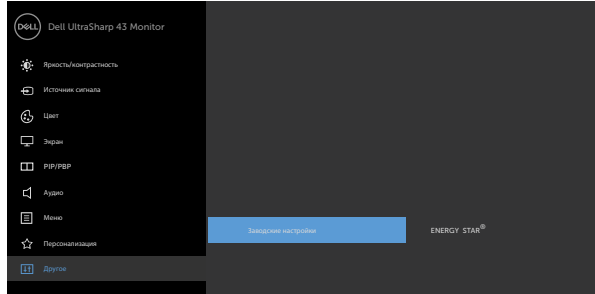 DELL Dell UltraSharp 43 Monitor
Яркость/контрастность
Источник сигнала
Цвет
Экран
PIP/PBP
Аудио
Меню
Заводские настройки ENERGY STAR®
Персонализация
Другое